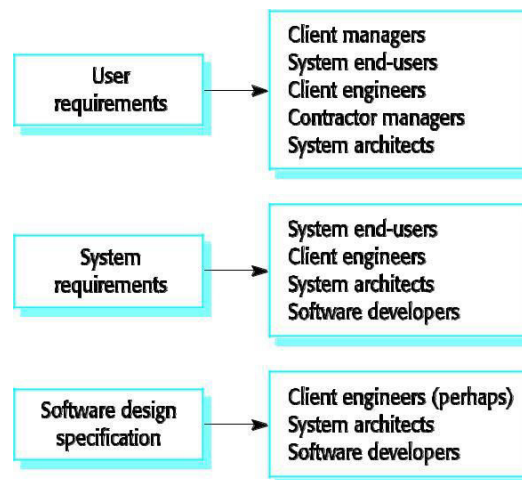 User
requirements
Client managers
System end-users
Client engineers
Contractor managers
System architects
System
requirements
System end-users
Client engineers
System architects
Software developers
Software design
specification
Client engineers (perhaps)
System architects
Software developers